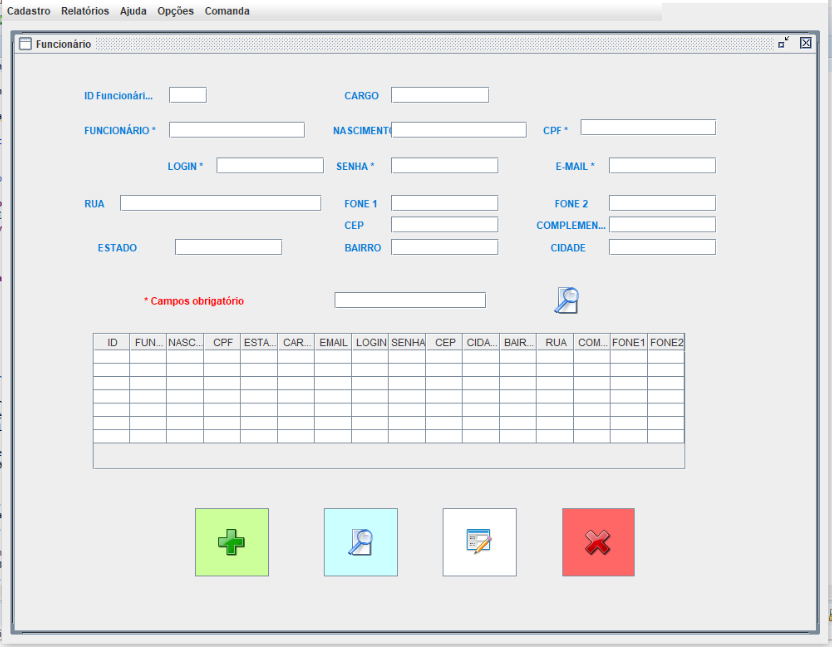 Cadastro Relatórios Ajuda Opções Comanda
Funcionário
ID Funcionári... CARGO
FUNCIONÁRIO * NASCIMENTO CPF *
LOGIN * SENHA * E-MAIL *
RUA FONE 1 FONE 2
CEP COMPLEMEN...
ESTADO BAIRRO CIDADE
* Campos obrigatório
ID FUN... NASC... CPF ESTA... CAR... EMAIL LOGIN SENHA CEP CIDA... BAIR... RUA COM... FONE1 FONE2